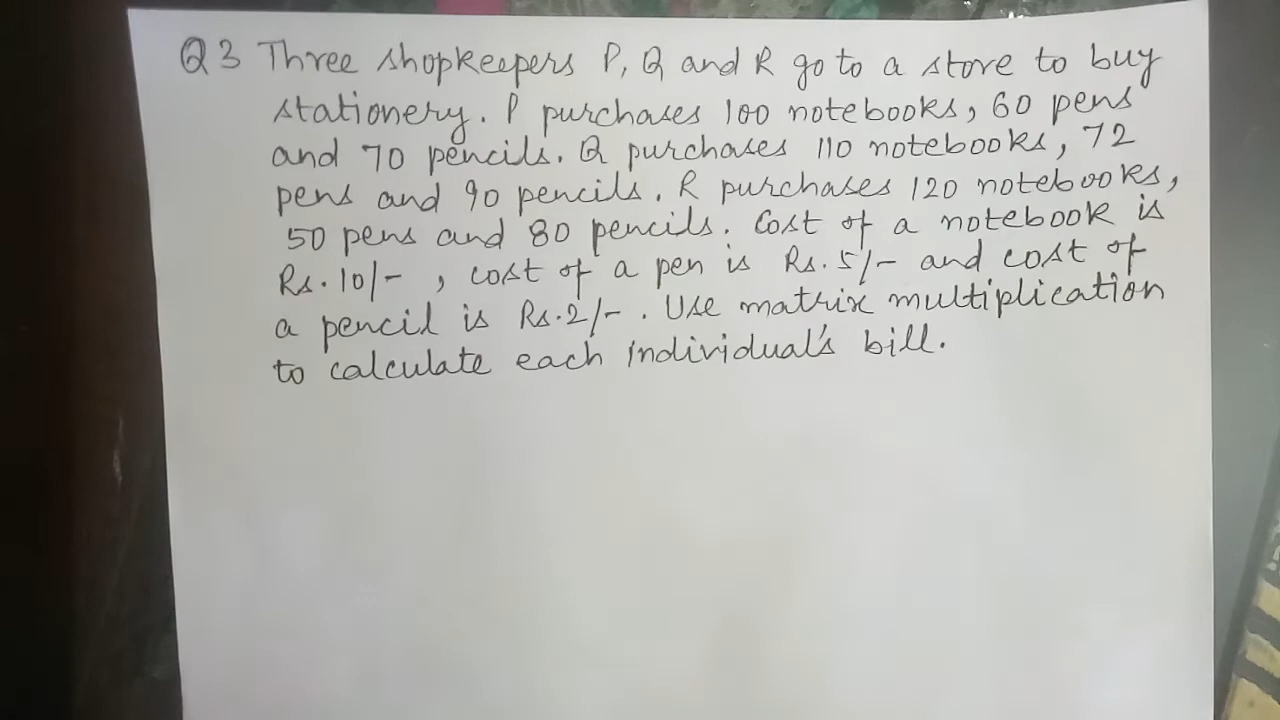 Q3 Three shopkeepers P, Q and R go to a store to buy
stationery. P purchases 100 notebooks, 60 pens
and 70 pencils. Q purchases 110 notebooks, 72
pens and 90 pencils. R purchases 120 notebooks,
50 pens and 80 pencils. Cost of a notebook is
Rs. 10/- , cost of a pen is Rs. 5/- and cost of
a pencil is Rs. 2/- . Use matrix multiplication
to calculate each individual's bill.